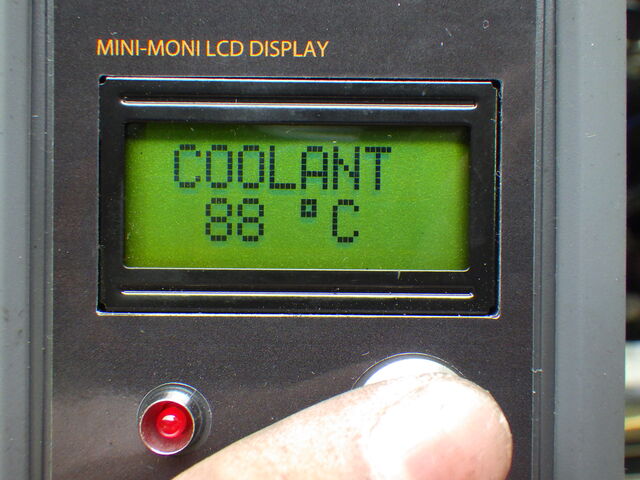 MINI-MONI LCD DISPLAY
COOLANT
88 °C